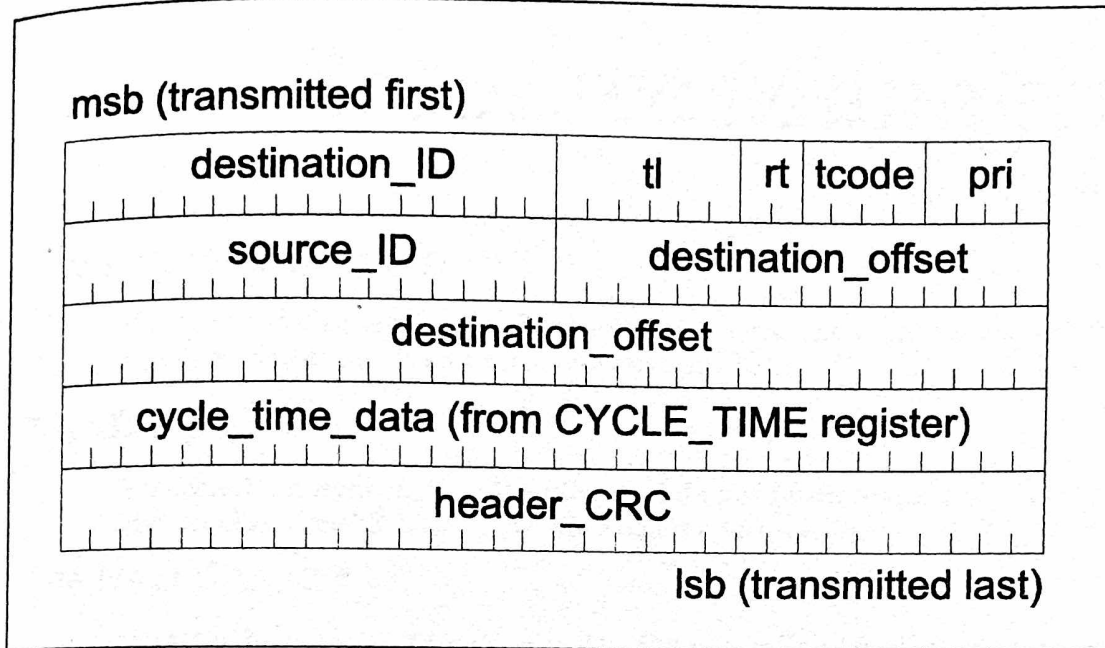 msb (transmitted first)
destination_ID tl rt tcode pri
source_ID destination_offset
destination_offset
cycle_time_data (from CYCLE_TIME register)
header_CRC
lsb (transmitted last)